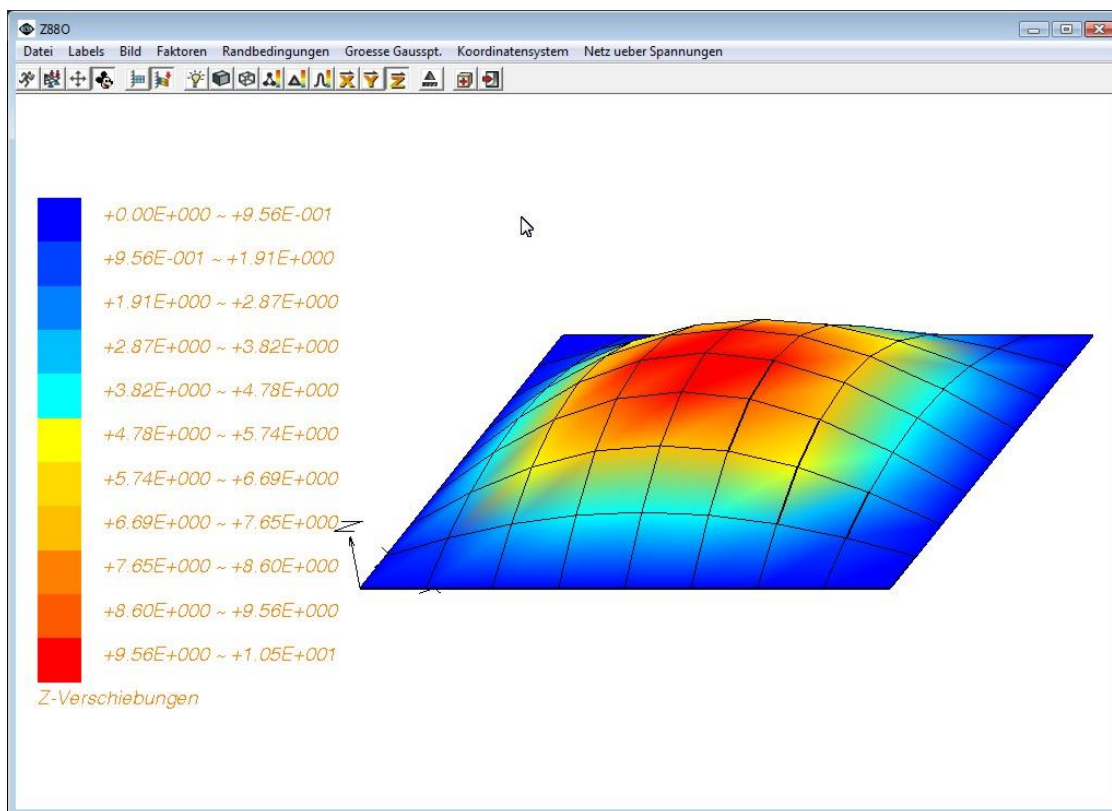 Z88O
Datei Labels Bild Faktoren Randbedingungen Groesse Gausspt. Koordinatensystem Netz ueber Spannungen
X Y Z
+0.00E+000 ~ +9.56E-001
+9.56E-001 ~ +1.91E+000
+1.91E+000 ~ +2.87E+000
+2.87E+000 ~ +3.82E+000
+3.82E+000 ~ +4.78E+000
+4.78E+000 ~ +5.74E+000
+5.74E+000 ~ +6.69E+000
+6.69E+000 ~ +7.65E+000
+7.65E+000 ~ +8.60E+000
+8.60E+000 ~ +9.56E+000
+9.56E+000 ~ +1.05E+001
Z-Verschiebungen
Z